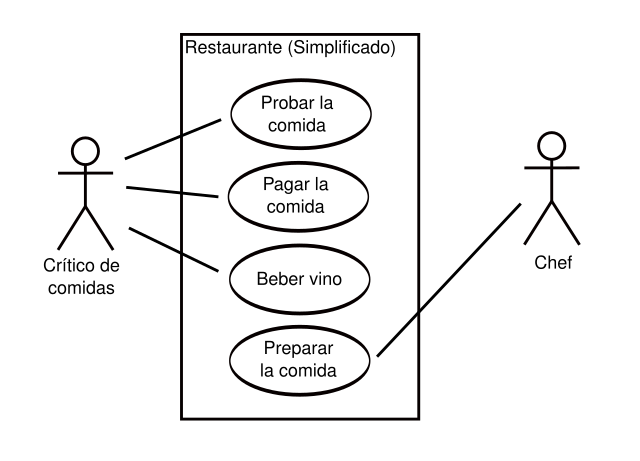 Restaurante (Simplificado)
Probar la
comida
Pagar la
comida
Beber vino
Preparar
la comida
Crítico de
comidas
Chef